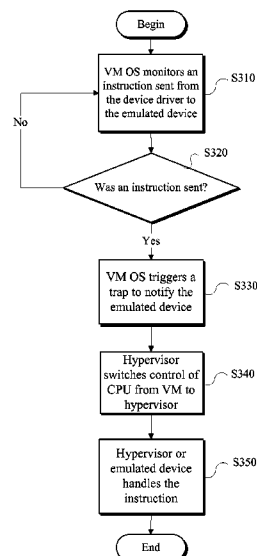 Begin
VM OS monitors an
instruction sent from
the device driver to
the emulated device
S310
No
S320
Was an instruction sent?
Yes
VM OS triggers a
trap to notify the
emulated device
S330
Hypervisor
switches control of
CPU from VM to
hypervisor
S340
Hypervisor or
emulated device
handles the
instruction
S350
End